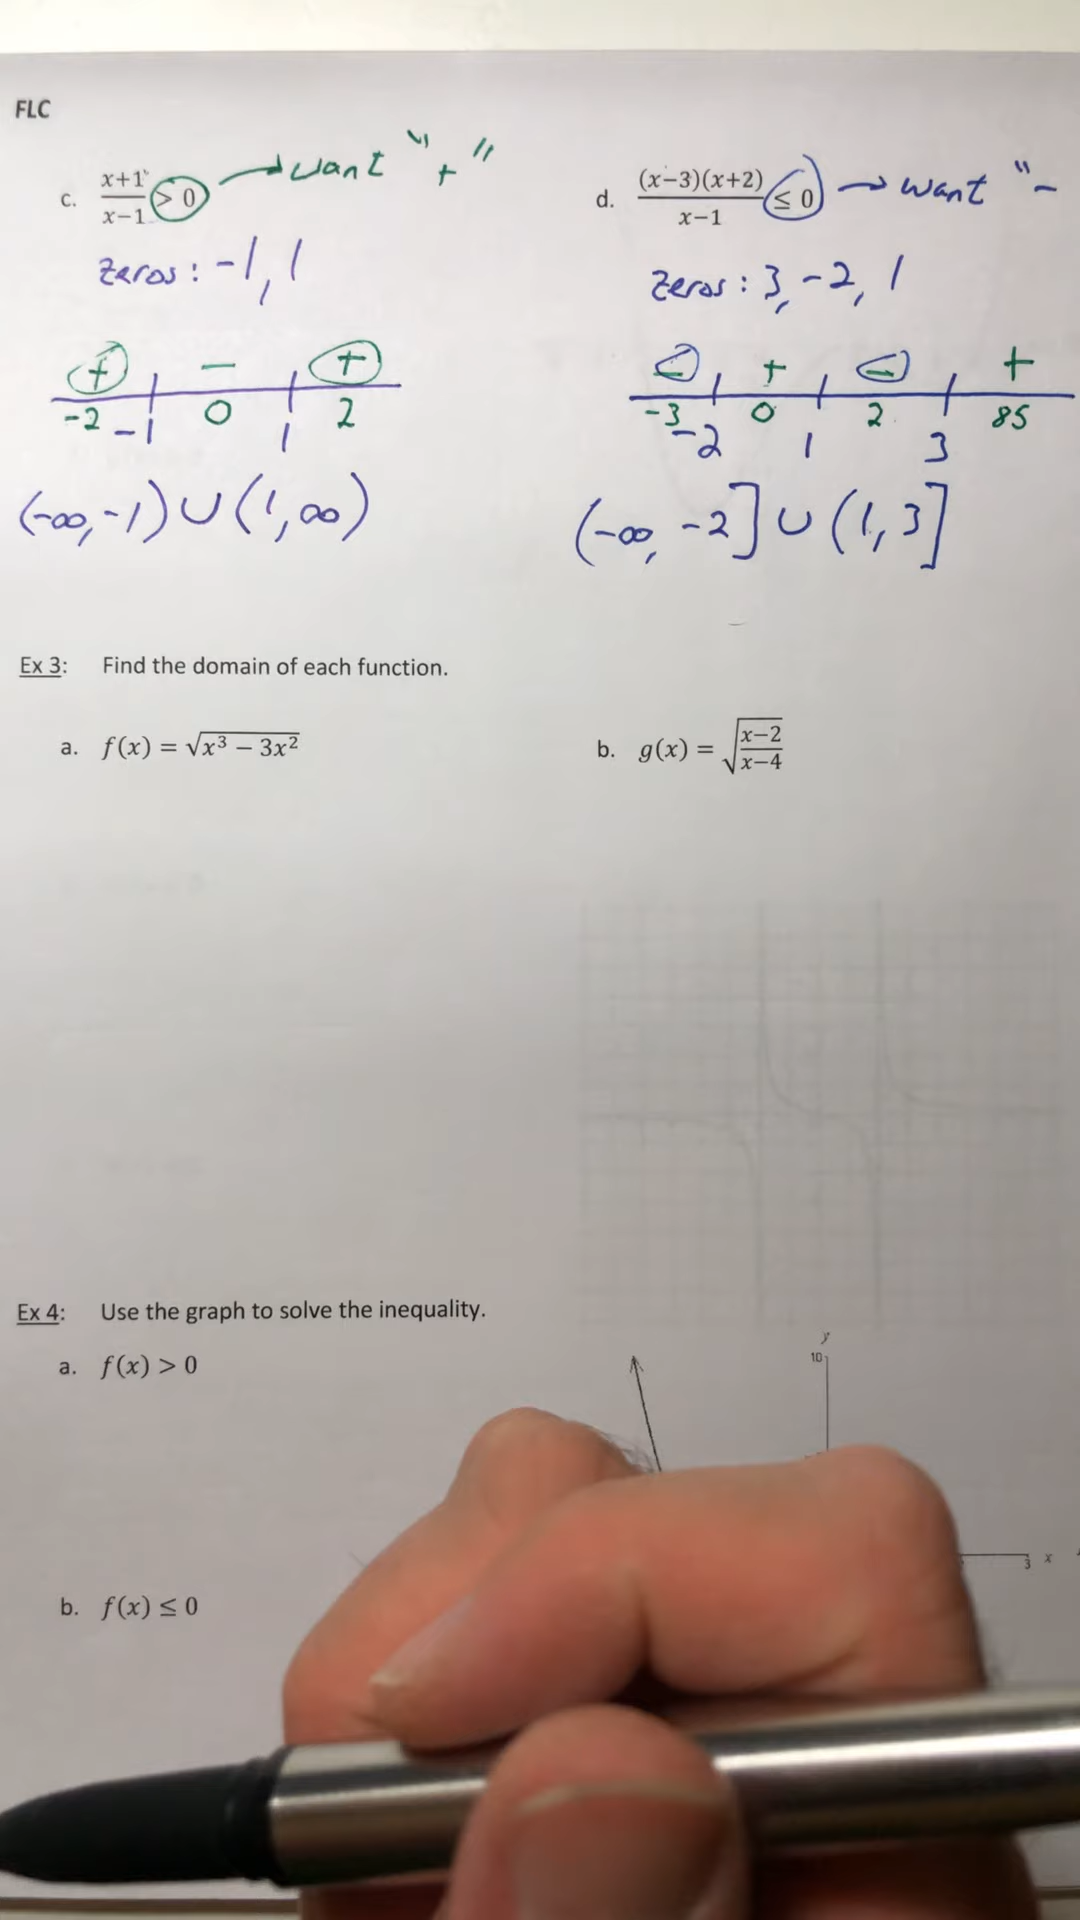 FLC
c. x+1/x−1 > 0 → want "+"
zeros: -1, 1
+ − +
-2 0 2
-1 1
(-∞, -1) ∪ (1, ∞)
d. (x−3)(x+2)/x−1 ≤ 0 → want "−
zeros: 3, -2, 1
− + − +
-3 0 2 85
-2 1 3
(-∞, -2] ∪ (1, 3]
Ex 3: Find the domain of each function.
a. f(x) = √x³ − 3x²
b. g(x) = √x−2/x−4
Ex 4: Use the graph to solve the inequality.
a. f(x) > 0
y
10
3 x
b. f(x) ≤ 0